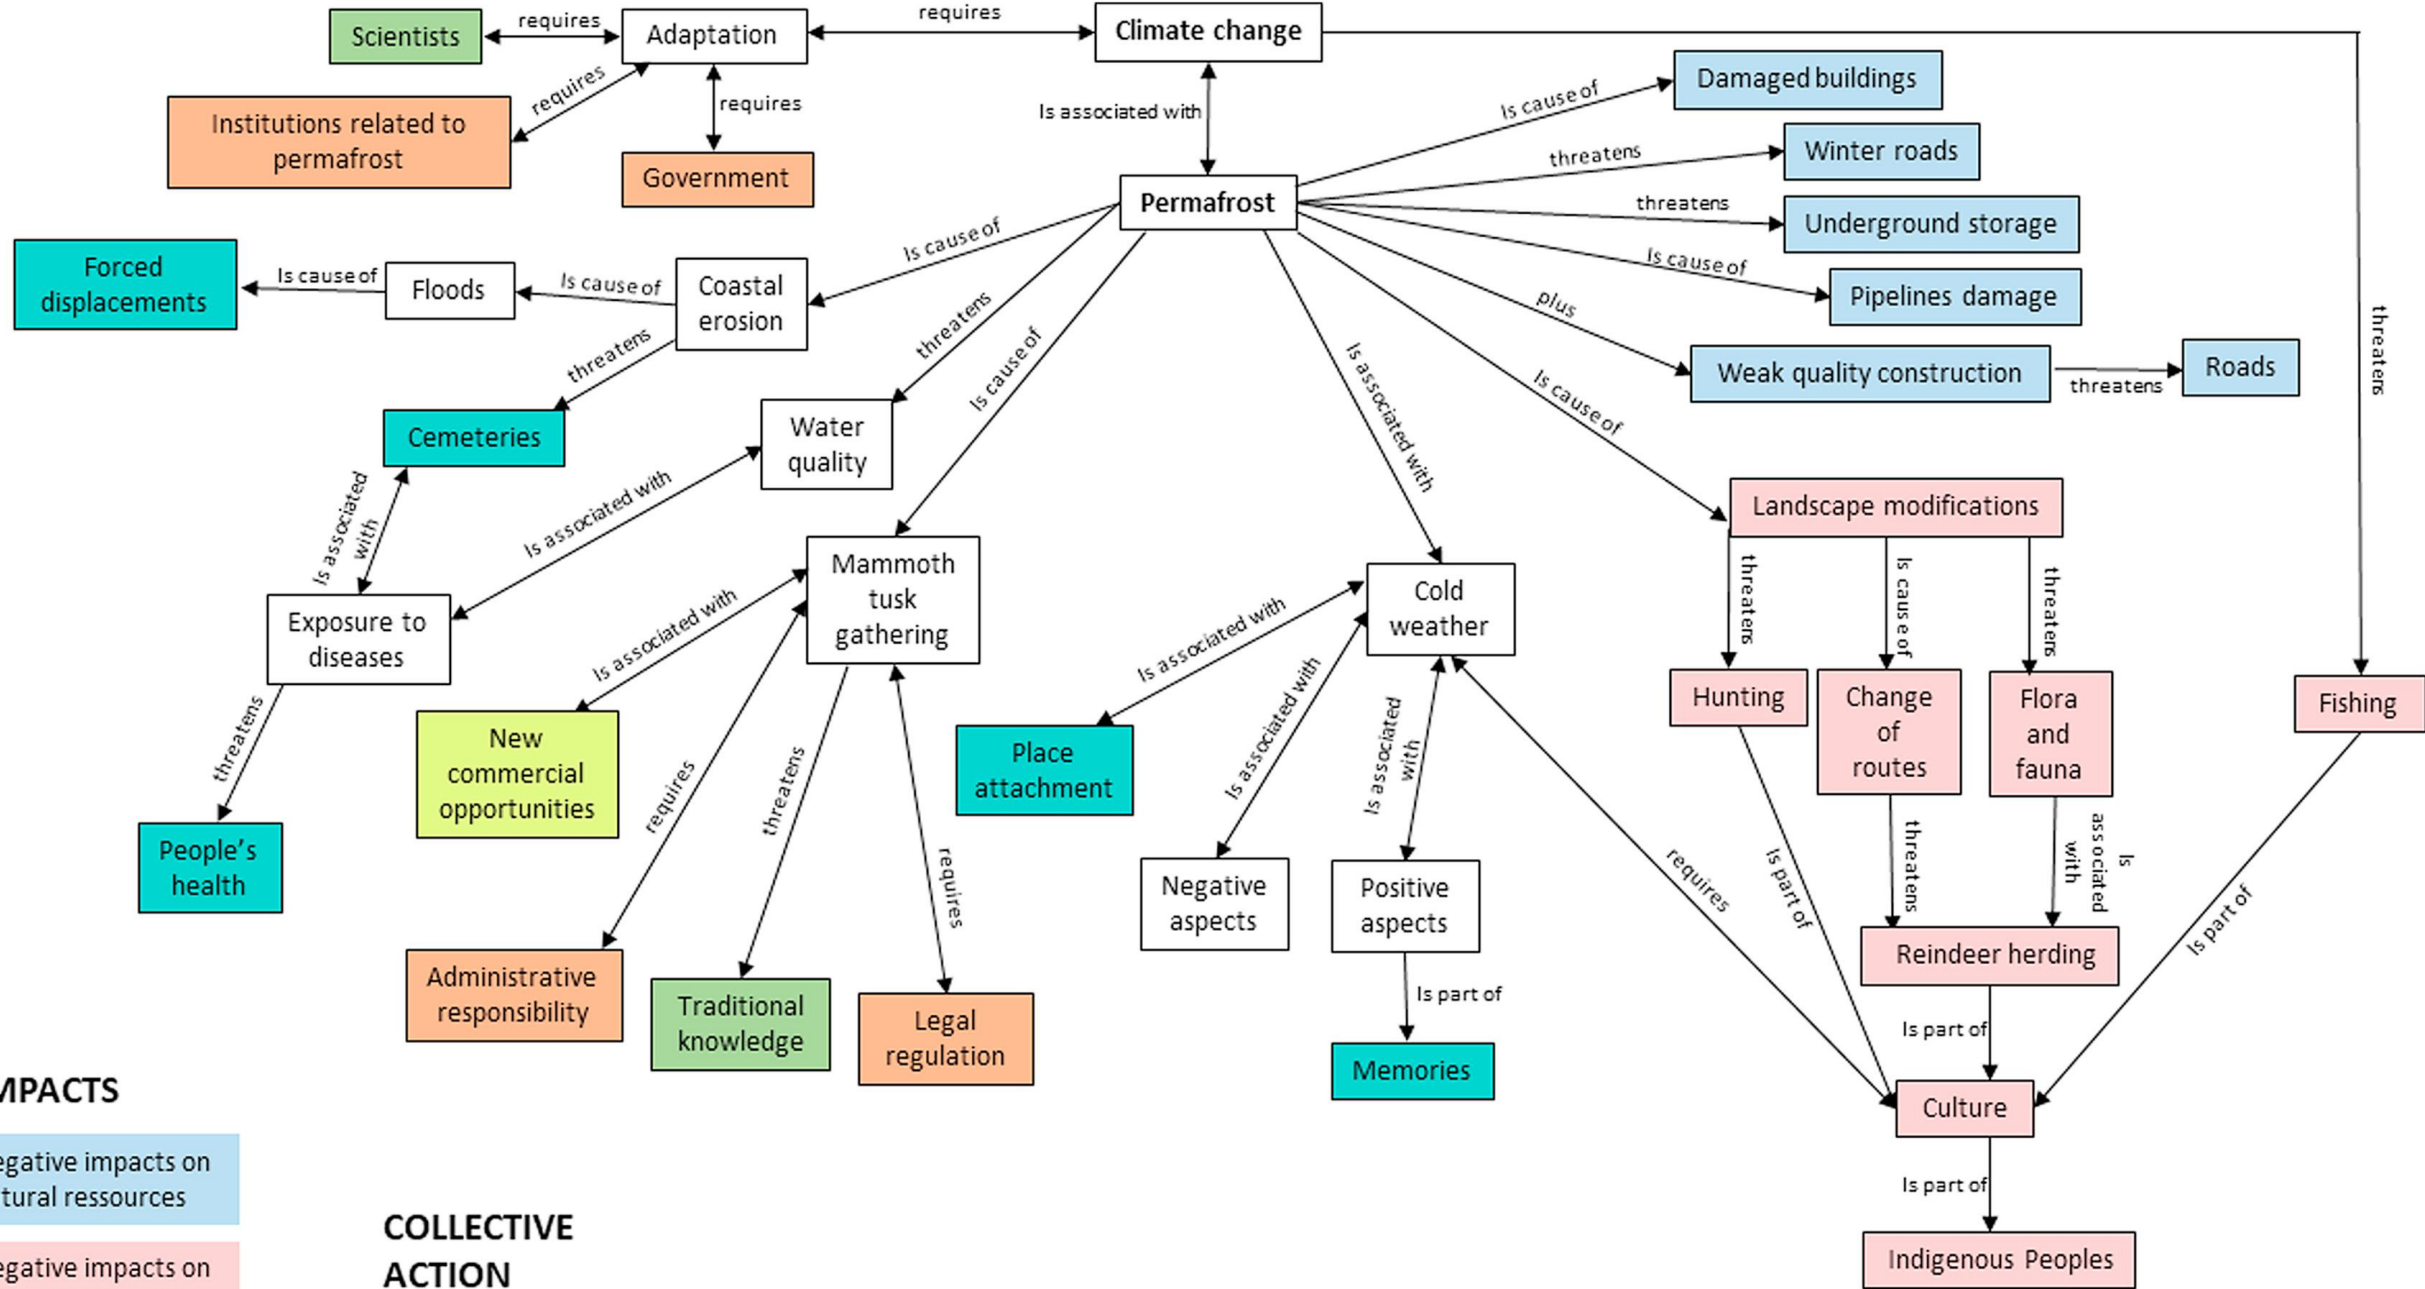 Scientists
requires
Adaptation
requires
Climate change
Institutions related to
permafrost
requires
requires
Government
Is associated with
Permafrost
Is cause of
Damaged buildings
threatens
Winter roads
threatens
Underground storage
Is cause of
Pipelines damage
plus
Weak quality construction
threatens
Roads
threatens
Forced
displacements
Is cause of
Floods
Is cause of
Coastal
erosion
Is cause of
threatens
threatens
Is cause of
Is associated with
Is cause of
Cemeteries
Water
quality
Is associated
with
Is associated with
Landscape modifications
Exposure to
diseases
Mammoth
tusk
gathering
Cold
weather
threatens
Is cause of
threatens
threatens
Is associated with
Is associated with
Is associated with
Is associated
with
Hunting
Change
of
routes
Flora
and
fauna
Fishing
New
commercial
opportunities
requires
threatens
requires
Place
attachment
People's
health
Negative
aspects
Positive
aspects
requires
Is part of
threatens
Is
associated
with
Is part of
Reindeer herding
Administrative
responsibility
Traditional
knowledge
Legal
regulation
Is part of
Memories
Is part of
Culture
Is part of
Indigenous Peoples
MPACTS
egative impacts on
tural ressources
egative impacts on
COLLECTIVE
ACTION